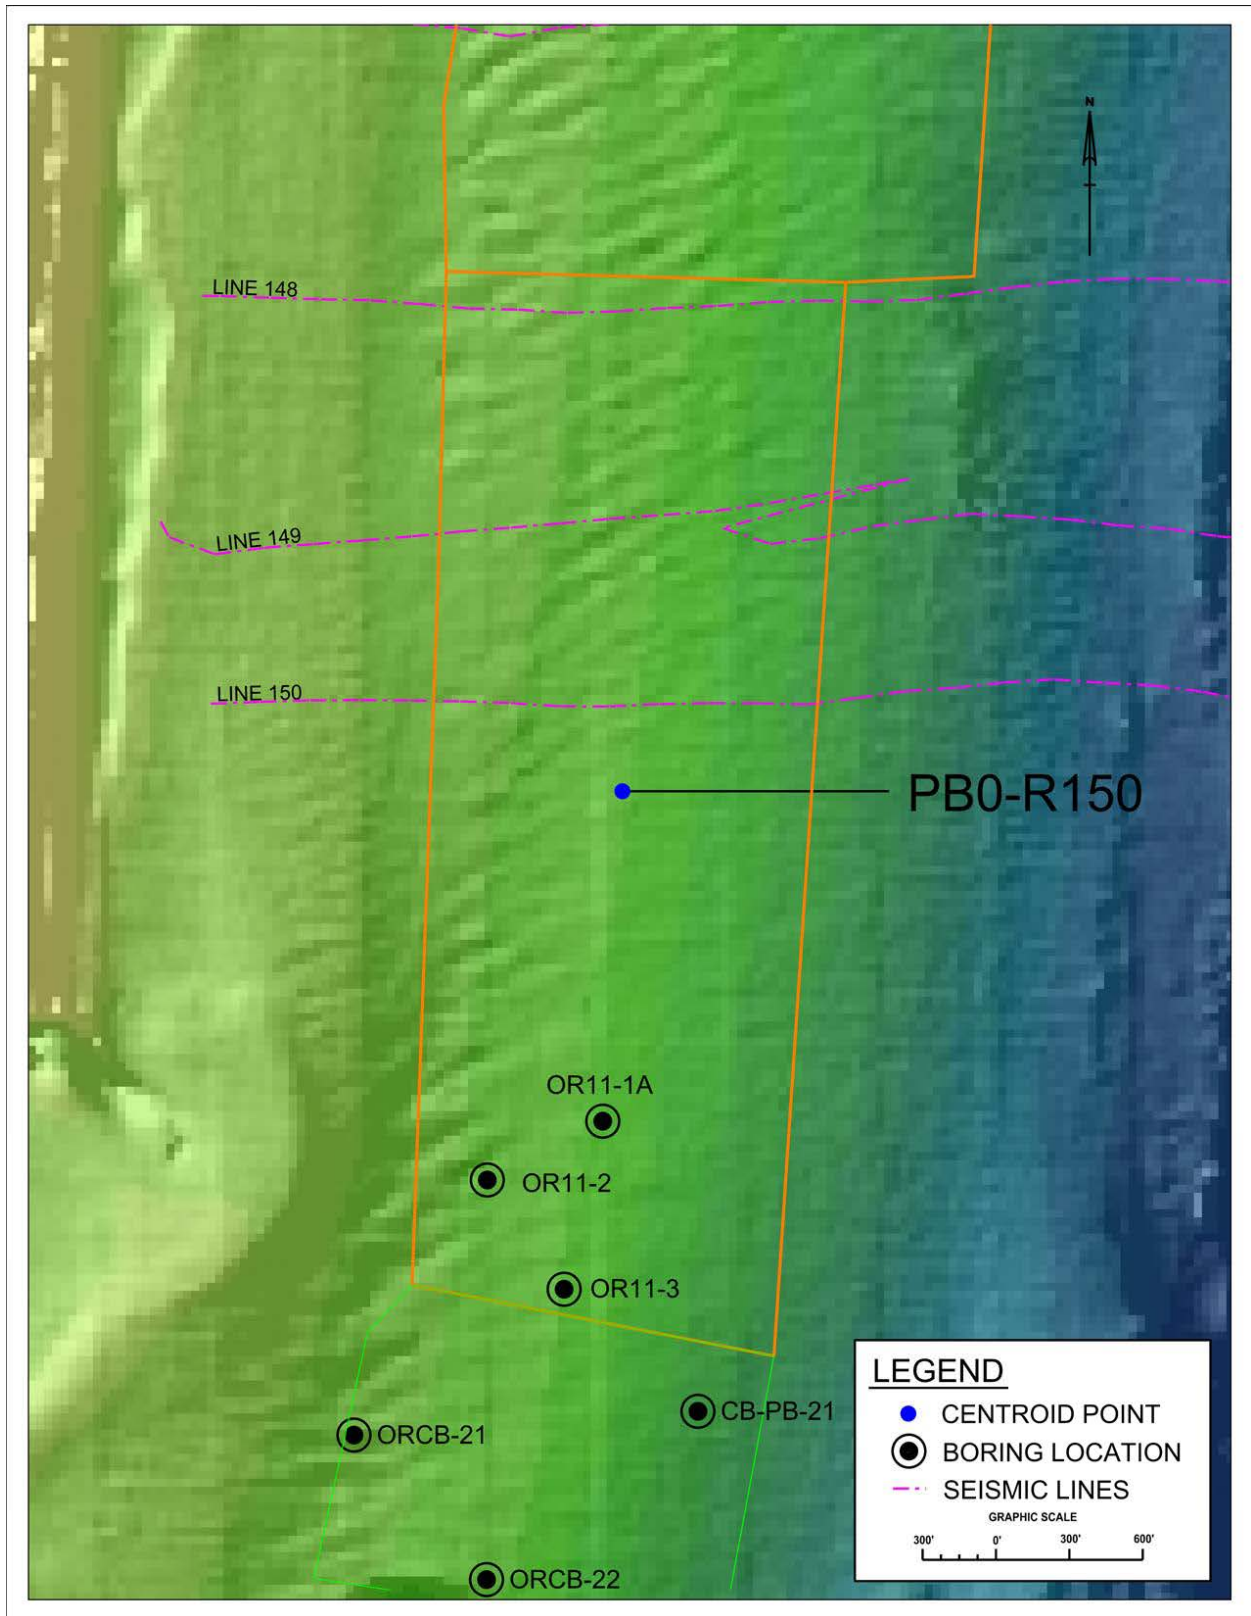 N
LINE 148
LINE 149
LINE 150
PB0-R150
OR11-1A
OR11-2
OR11-3
CB-PB-21
ORCB-21
ORCB-22
LEGEND
CENTROID POINT
BORING LOCATION
SEISMIC LINES
GRAPHIC SCALE
300' 0' 300' 600'